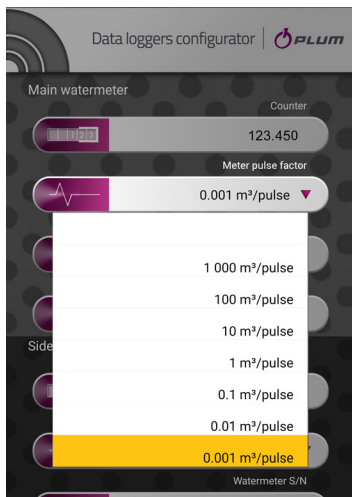 Data loggers configurator | PLUM
Main watermeter
Counter
123
123.450
Meter pulse factor
0.001 m³/pulse ▼
1 000 m³/pulse
100 m³/pulse
10 m³/pulse
1 m³/pulse
0.1 m³/pulse
Side
0.01 m³/pulse
0.001 m³/pulse
Watermeter S/N